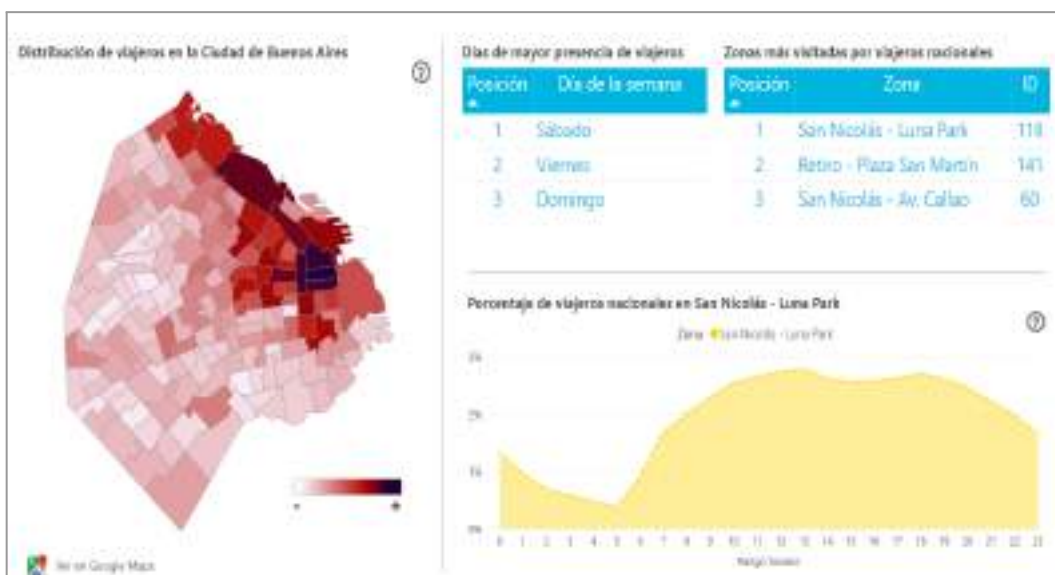 Distribución de viajeros en la Ciudad de Buenos Aires
Días de mayor presencia de viajeros
Posición Día de la semana
1 Sábado
2 Viernes
3 Domingo
Zonas más visitadas por viajeros nacionales
Posición Zona ID
1 San Nicolás - Luna Park 118
2 Retiro - Plaza San Martín 141
3 San Nicolás - Av. Callao 60
Porcentaje de viajeros nacionales en San Nicolás - Luna Park
Zona San Nicolás - Luna Park
3%
2%
1%
0%
0 1 2 3 4 5 6 7 8 9 10 11 12 13 14 15 16 17 18 19 20 21 22 23
Rango horario
- +
Ver en Google Maps